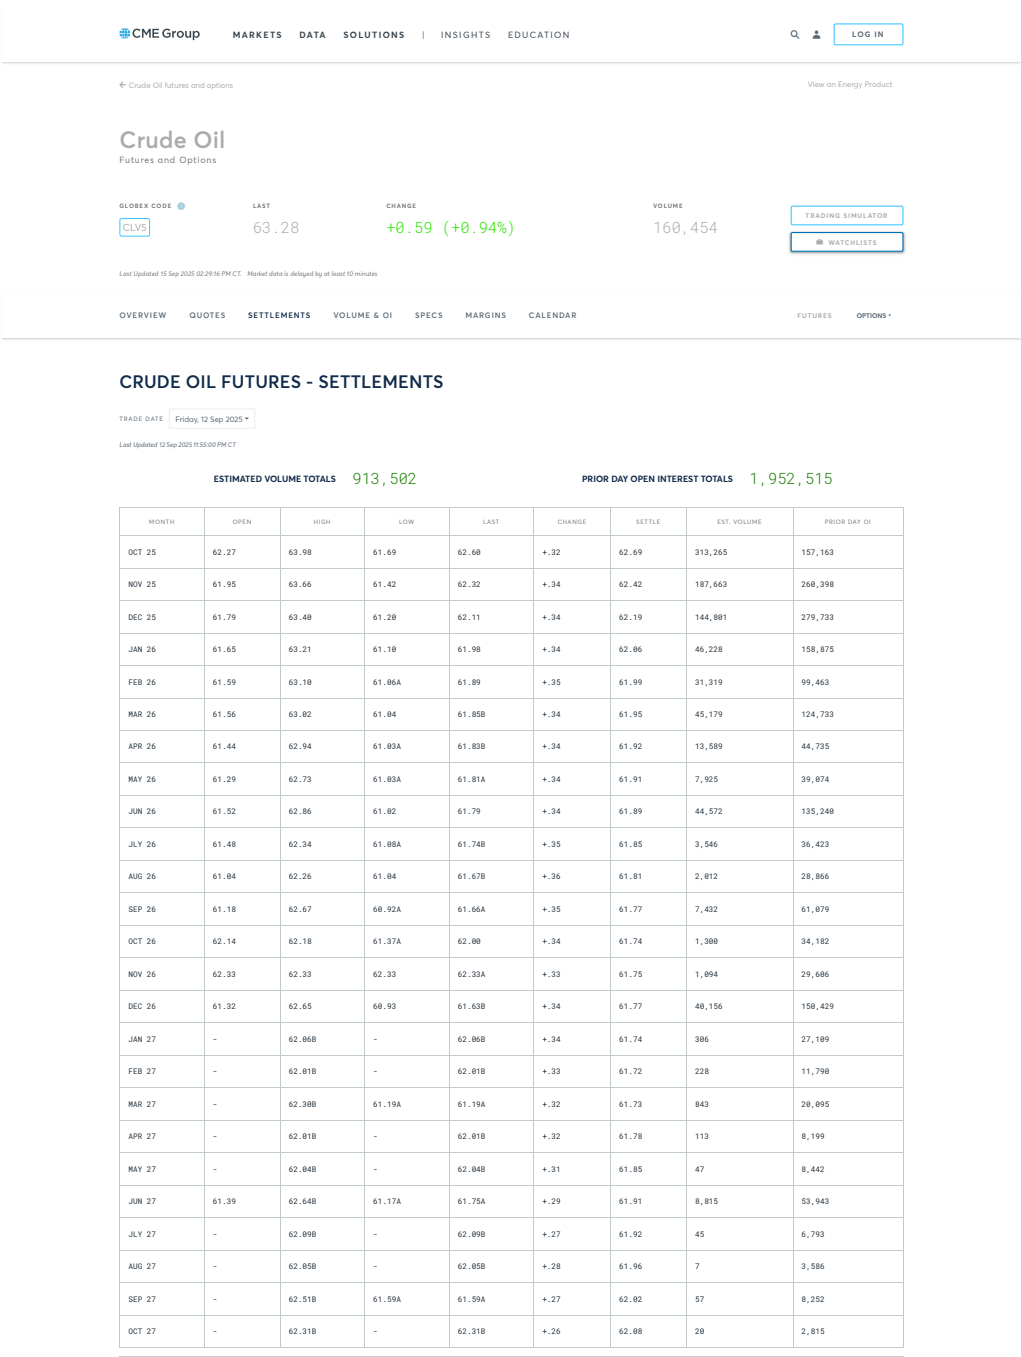 CME Group MARKETS DATA SOLUTIONS | INSIGHTS EDUCATION LOG IN
Crude Oil futures and options View an Energy Product
Crude Oil
Futures and Options
GLOBEX CODE LAST CHANGE VOLUME
CLV5 63.28 +0.59 (+0.94%) 160,454
TRADING SIMULATOR
WATCHLISTS
Last Updated 15 Sep 2025 02:29:16 PM CT. Market data is delayed by at least 10 minutes
OVERVIEW QUOTES SETTLEMENTS VOLUME & OI SPECS MARGINS CALENDAR FUTURES OPTIONS
CRUDE OIL FUTURES - SETTLEMENTS
TRADE DATE Friday, 12 Sep 2025
Last Updated 12 Sep 2025 11:55:00 PM CT
ESTIMATED VOLUME TOTALS 913,502 PRIOR DAY OPEN INTEREST TOTALS 1,952,515
MONTH OPEN HIGH LOW LAST CHANGE SETTLE EST. VOLUME PRIOR DAY OI
OCT 25 62.27 63.98 61.69 62.60 +.32 62.69 313,265 157,163
NOV 25 61.95 63.66 61.42 62.32 +.34 62.42 187,663 260,398
DEC 25 61.79 63.40 61.20 62.11 +.34 62.19 144,801 279,733
JAN 26 61.65 63.21 61.10 61.98 +.34 62.06 46,228 158,875
FEB 26 61.59 63.10 61.06A 61.89 +.35 61.99 31,319 99,463
MAR 26 61.56 63.02 61.04 61.85B +.34 61.95 45,179 124,733
APR 26 61.44 62.94 61.03A 61.83B +.34 61.92 13,589 44,735
MAY 26 61.29 62.73 61.03A 61.81A +.34 61.91 7,925 39,074
JUN 26 61.52 62.86 61.02 61.79 +.34 61.89 44,572 135,240
JLY 26 61.48 62.34 61.08A 61.74B +.35 61.85 3,546 36,423
AUG 26 61.04 62.26 61.04 61.67B +.36 61.81 2,012 28,866
SEP 26 61.18 62.67 60.92A 61.66A +.35 61.77 7,432 61,079
OCT 26 62.14 62.18 61.37A 62.00 +.34 61.74 1,300 34,182
NOV 26 62.33 62.33 62.33 62.33A +.33 61.75 1,094 29,606
DEC 26 61.32 62.65 60.93 61.63B +.34 61.77 40,156 150,429
JAN 27 - 62.06B - 62.06B +.34 61.74 306 27,109
FEB 27 - 62.01B - 62.01B +.33 61.72 228 11,790
MAR 27 - 62.30B 61.19A 61.19A +.32 61.73 843 20,095
APR 27 - 62.01B - 62.01B +.32 61.78 113 8,199
MAY 27 - 62.04B - 62.04B +.31 61.85 47 8,442
JUN 27 61.39 62.64B 61.17A 61.75A +.29 61.91 8,815 53,943
JLY 27 - 62.09B - 62.09B +.27 61.92 45 6,793
AUG 27 - 62.05B - 62.05B +.28 61.96 7 3,586
SEP 27 - 62.51B 61.59A 61.59A +.27 62.02 57 8,252
OCT 27 - 62.31B - 62.31B +.26 62.08 20 2,815